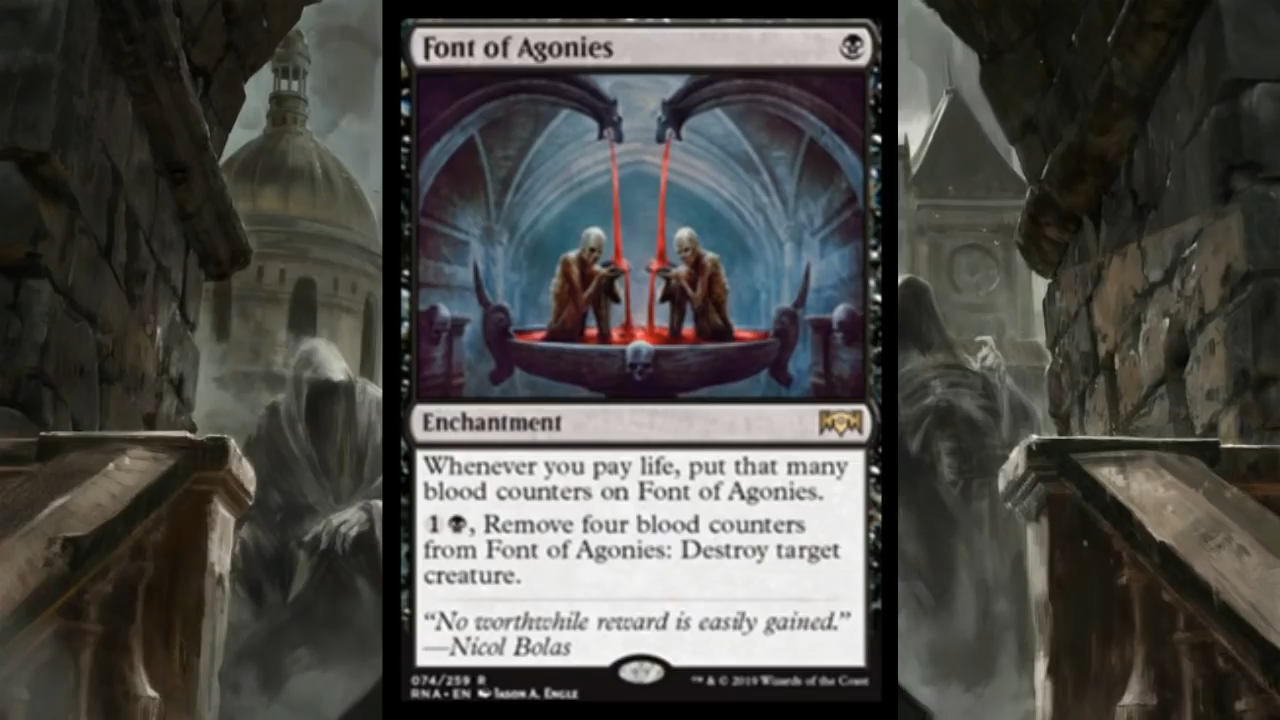 Font of Agonies
Enchantment
Whenever you pay life, put that many
blood counters on Font of Agonies.
1 , Remove four blood counters
from Font of Agonies: Destroy target
creature.
“No worthwhile reward is easily gained.”
—Nicol Bolas
074/259 R
RNA • EN JASON A. ENGLE
™ & © 2019 Wizards of the Coast